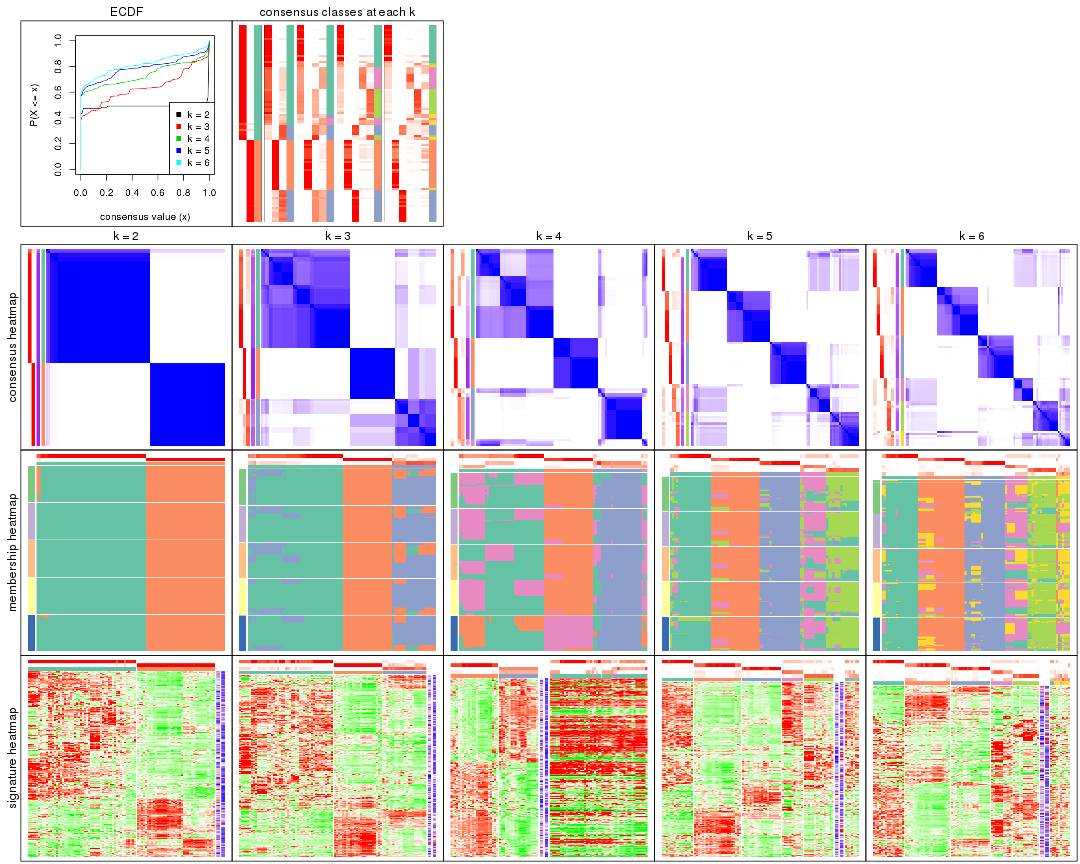 ECDF
consensus classes at each k
P(X <= x)
0.0 0.2 0.4 0.6 0.8 1.0
k = 2
k = 3
k = 4
k = 5
k = 6
0.0 0.2 0.4 0.6 0.8 1.0
consensus value (x)
k = 2
k = 3
k = 4
k = 5
k = 6
consensus heatmap
membership heatmap
signature heatmap